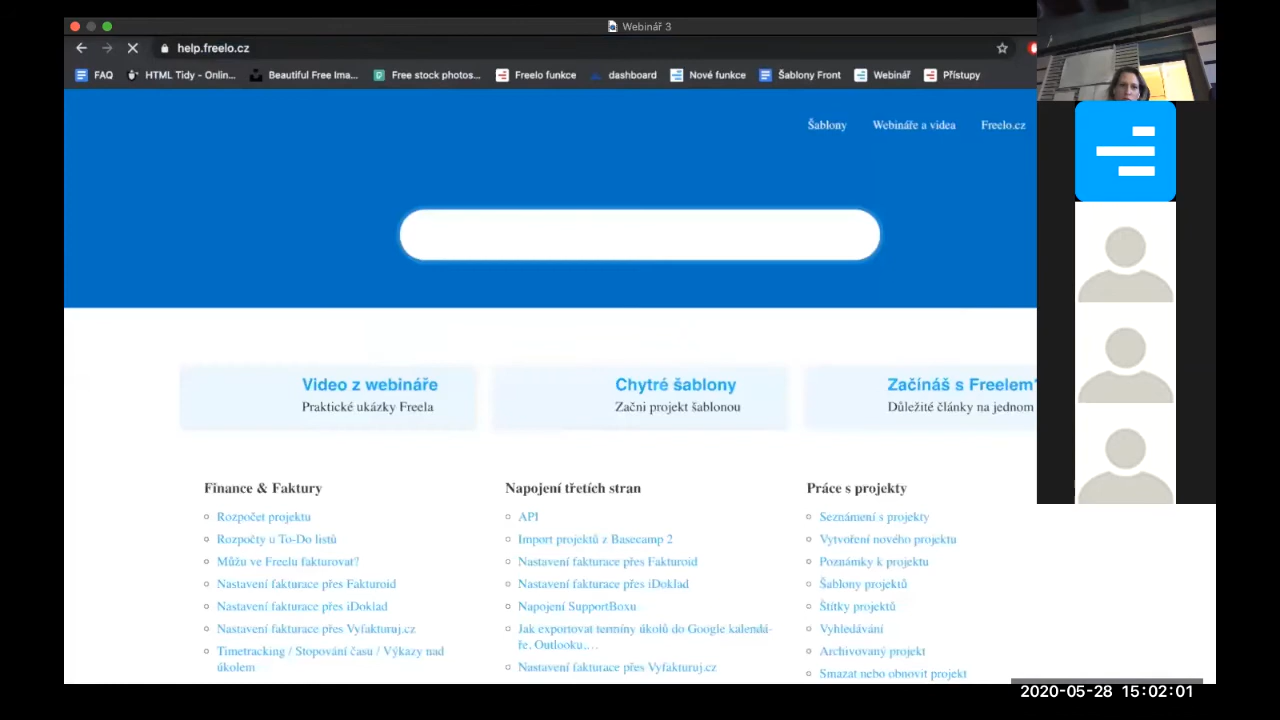 Webinář 3
help.freelo.cz
FAQ
HTML Tidy - Onlin...
Beautiful Free Ima...
Free stock photos...
Freelo funkce
dashboard
Nové funkce
Šablony Front
Webinář
Přístupy
Šablony
Webináře a videa
Freelo.cz
Video z webináře
Praktické ukázky Freela
Chytré šablony
Začni projekt šablonou
Začínáš s Freelem?
Důležité články na jednom
Finance & Faktury
Rozpočet projektu
Rozpočty u To-Do listů
Můžu ve Freelu fakturovat?
Nastavení fakturace přes Fakturoid
Nastavení fakturace přes iDoklad
Nastavení fakturace přes Vyfakturuj.cz
Timetracking / Stopování času / Výkazy nad
úkolem
Napojení třetích stran
API
Import projektů z Basecamp 2
Nastavení fakturace přes Fakturoid
Nastavení fakturace přes iDoklad
Napojení SupportBoxu
Jak exportovat termíny úkolů do Google kalendá-
ře, Outlooku,…
Nastavení fakturace přes Vyfakturuj.cz
Práce s projekty
Seznámení s projekty
Vytvoření nového projektu
Poznámky k projektu
Šablony projektů
Štítky projektů
Vyhledávání
Archivovaný projekt
Smazat nebo obnovit projekt
2020-05-28 15:02:01